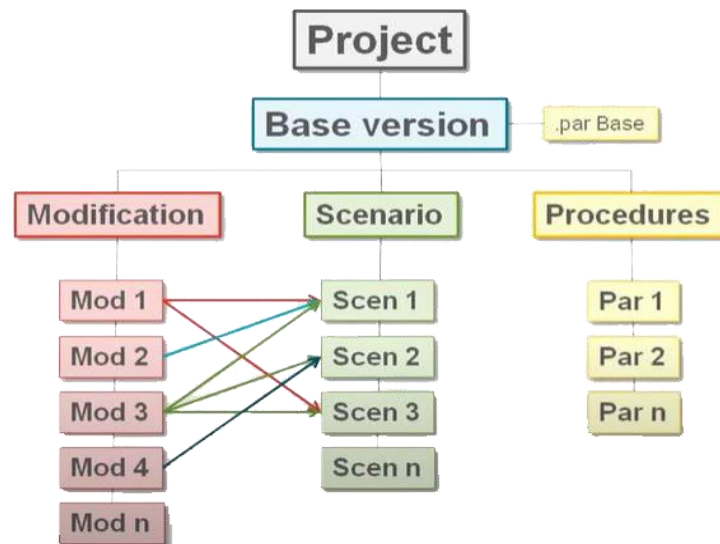 Project
Base version
.par Base
Modification
Scenario
Procedures
Mod 1
Scen 1
Par 1
Mod 2
Scen 2
Par 2
Mod 3
Scen 3
Par n
Mod 4
Scen n
Mod n